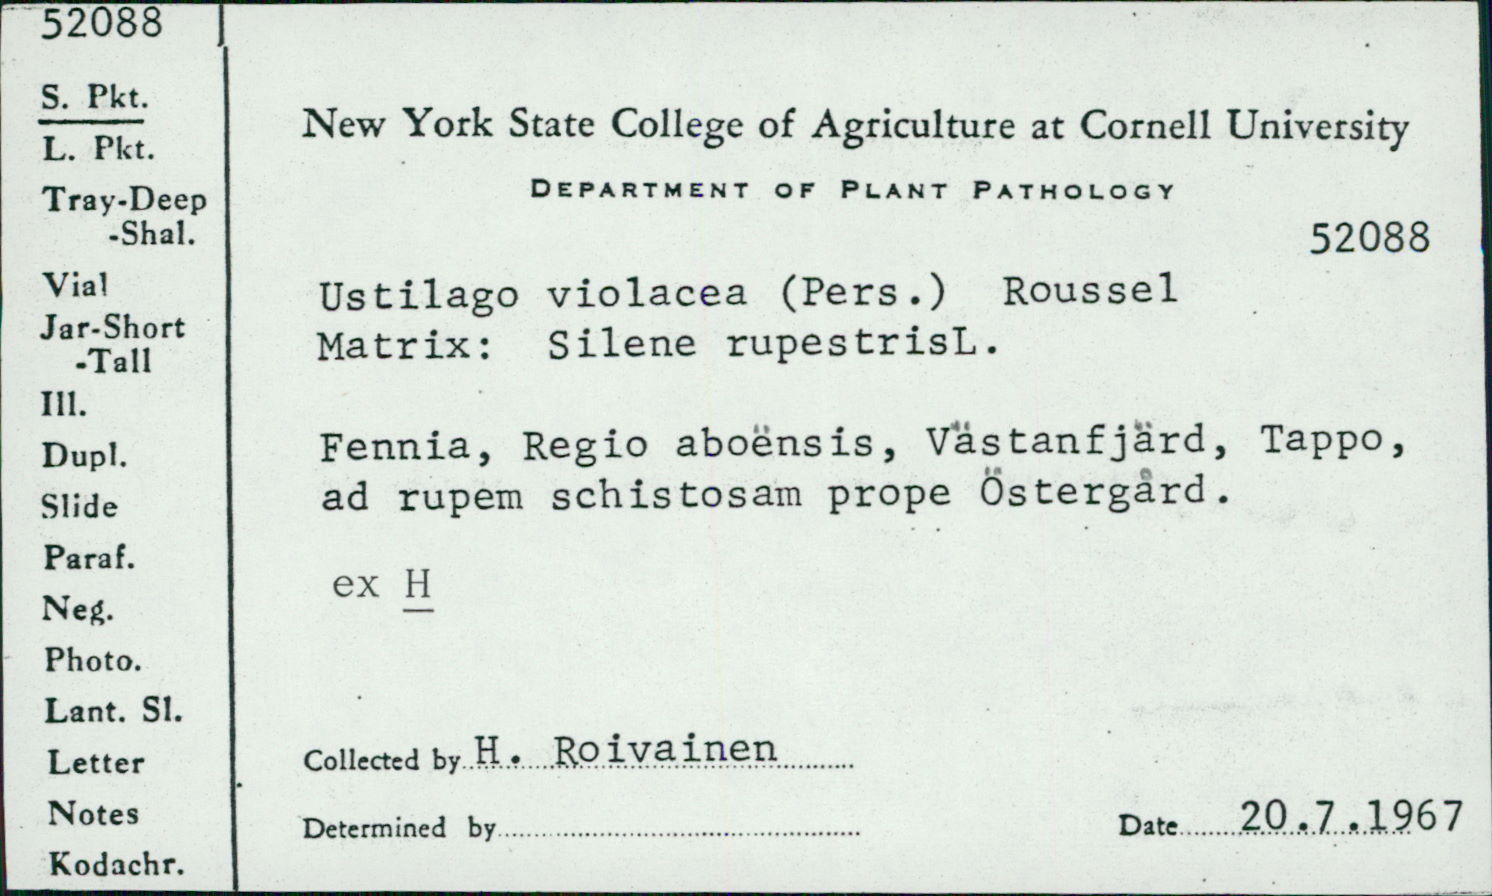 52088
S. Pkt.
L. Pkt.
Tray-Deep
-Shal.
Vial
Jar-Short
-Tall
Ill.
Dupl.
Slide
Paraf.
Neg.
Photo.
Lant. Sl.
Letter
Notes
Kodachr.
New York State College of Agriculture at Cornell University
DEPARTMENT OF PLANT PATHOLOGY
52088
Ustilago violacea (Pers.) Roussel
Matrix: Silene rupestrisL.
Fennia, Regio aboënsis, Västanfjärd, Tappo,
ad rupem schistosam prope Östergård.
ex H
Collected by H. Roivainen
Determined by
Date 20.7.1967